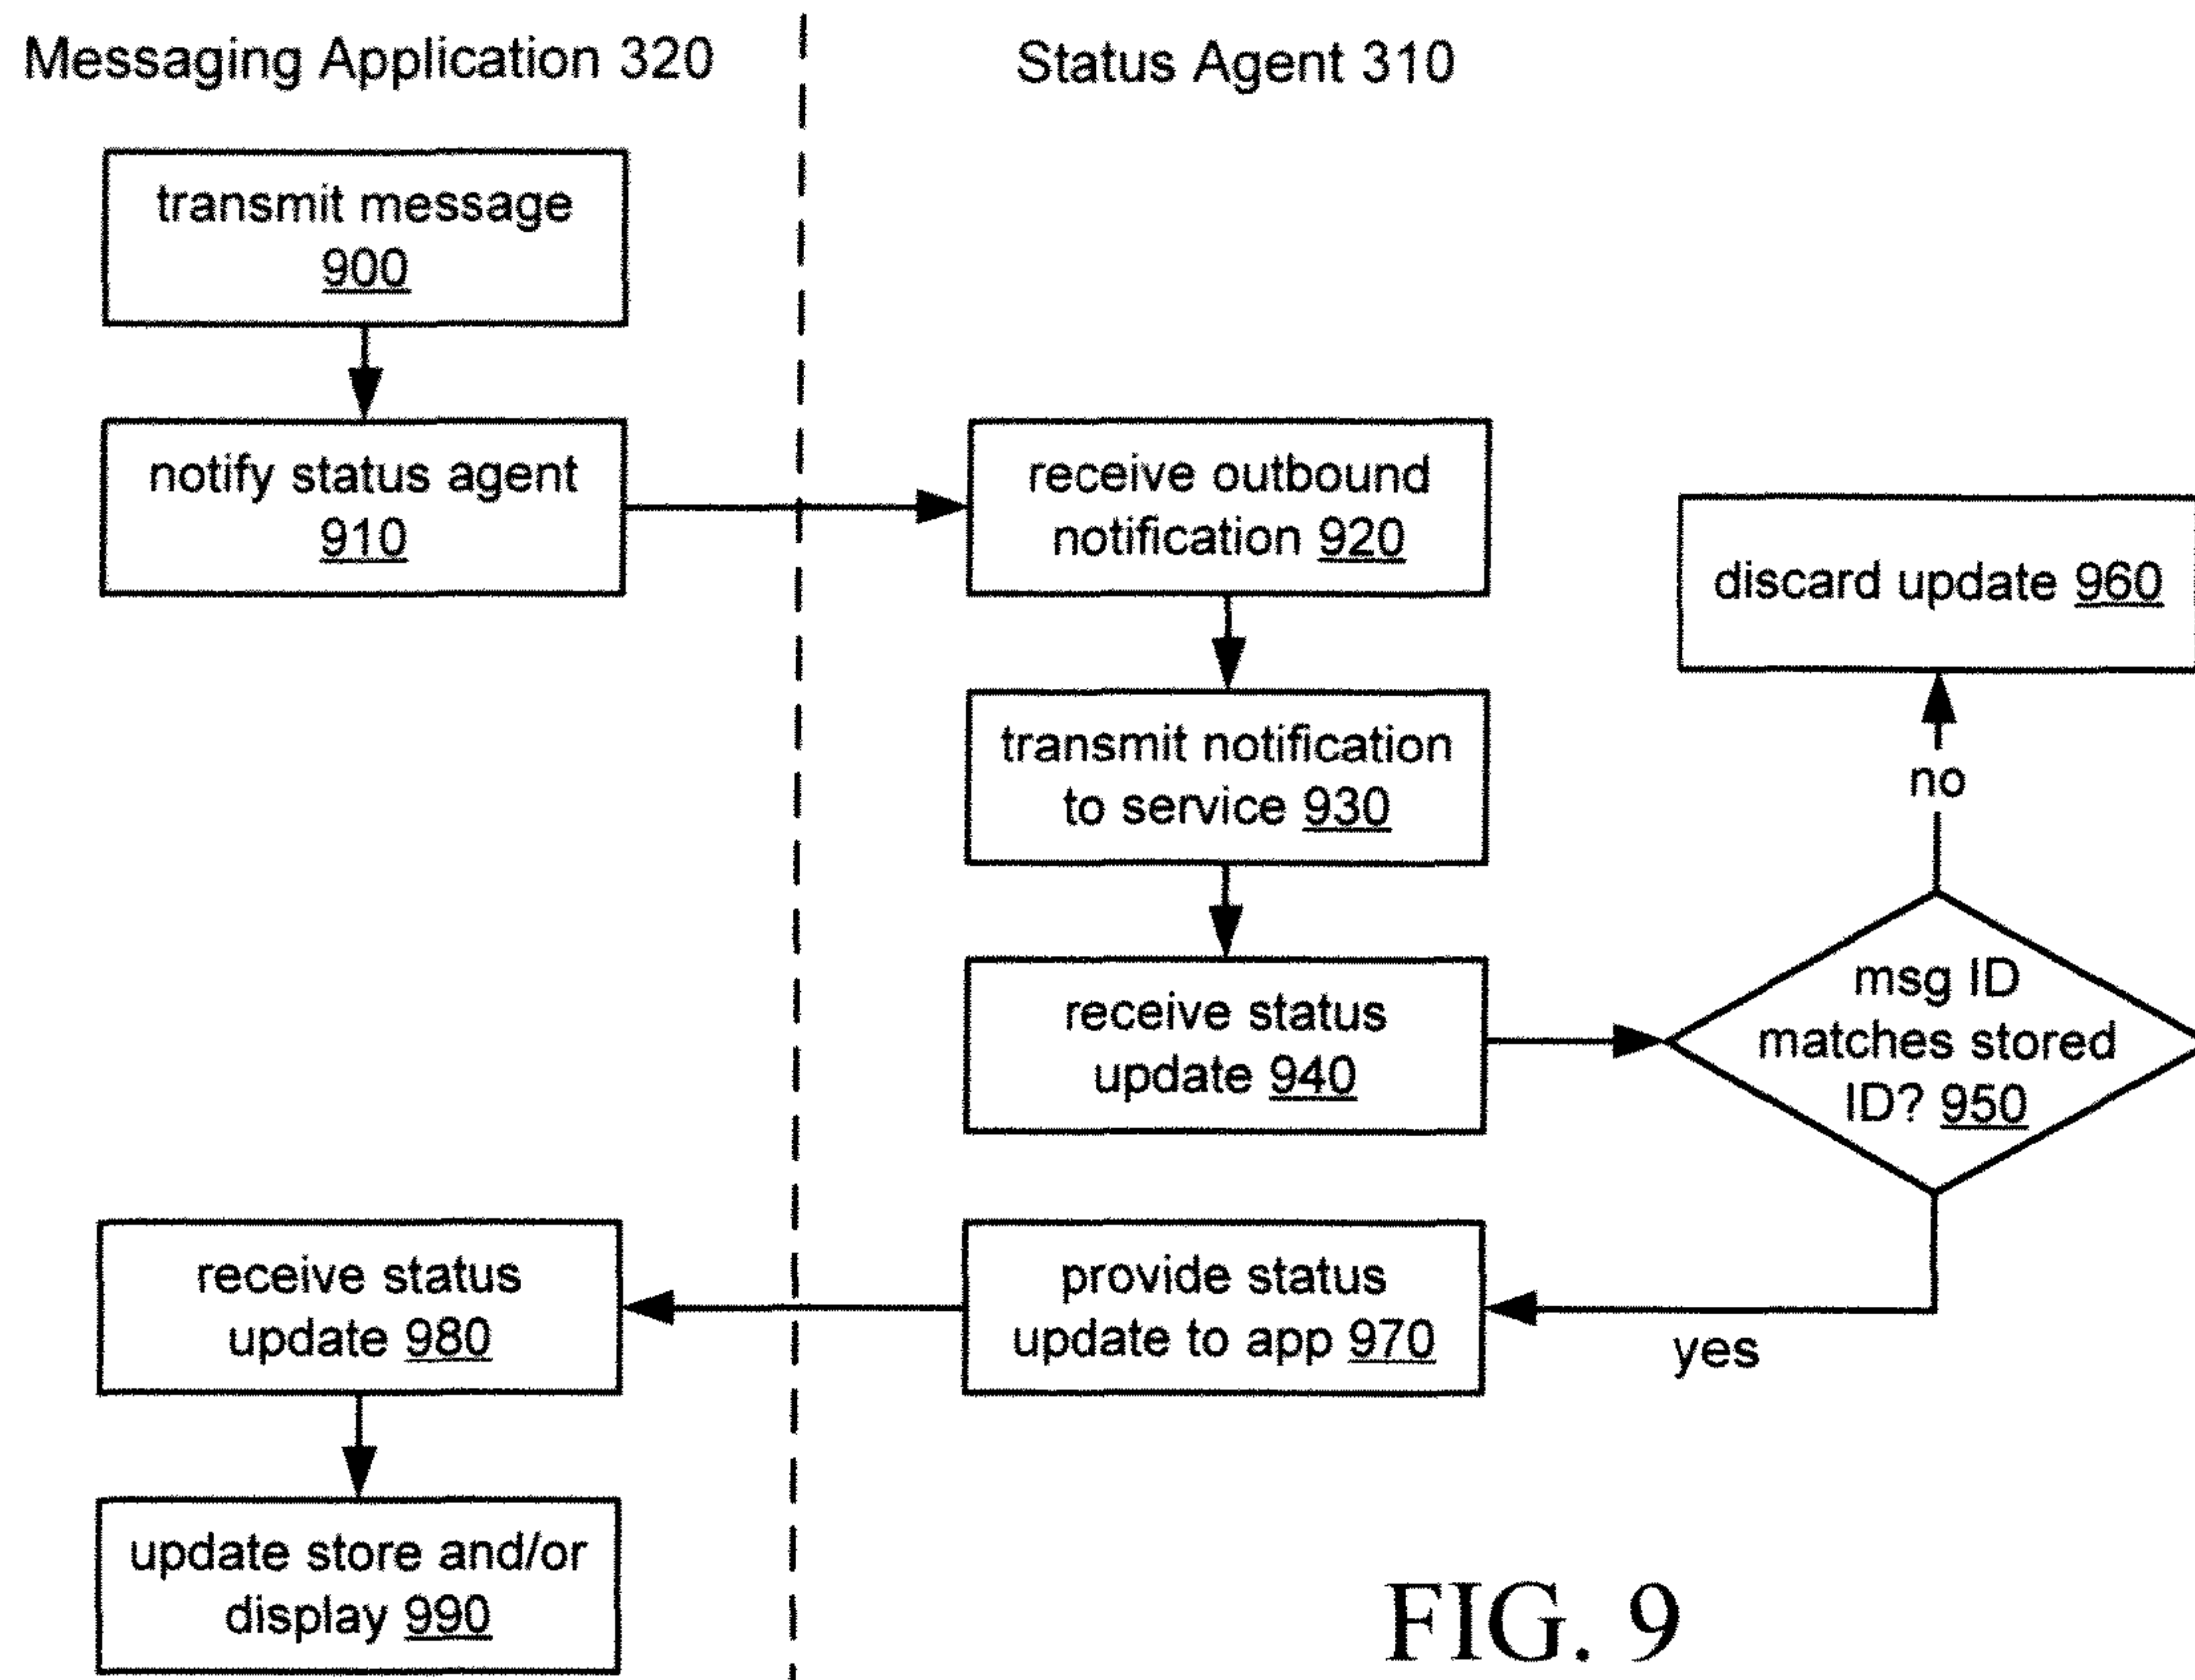 Messaging Application 320
Status Agent 310
transmit message
900
notify status agent
910
receive outbound
notification 920
discard update 960
transmit notification
to service 930
no
receive status
update 940
msg ID
matches stored
ID? 950
receive status
update 980
provide status
update to app 970
yes
update store and/or
display 990
FIG. 9